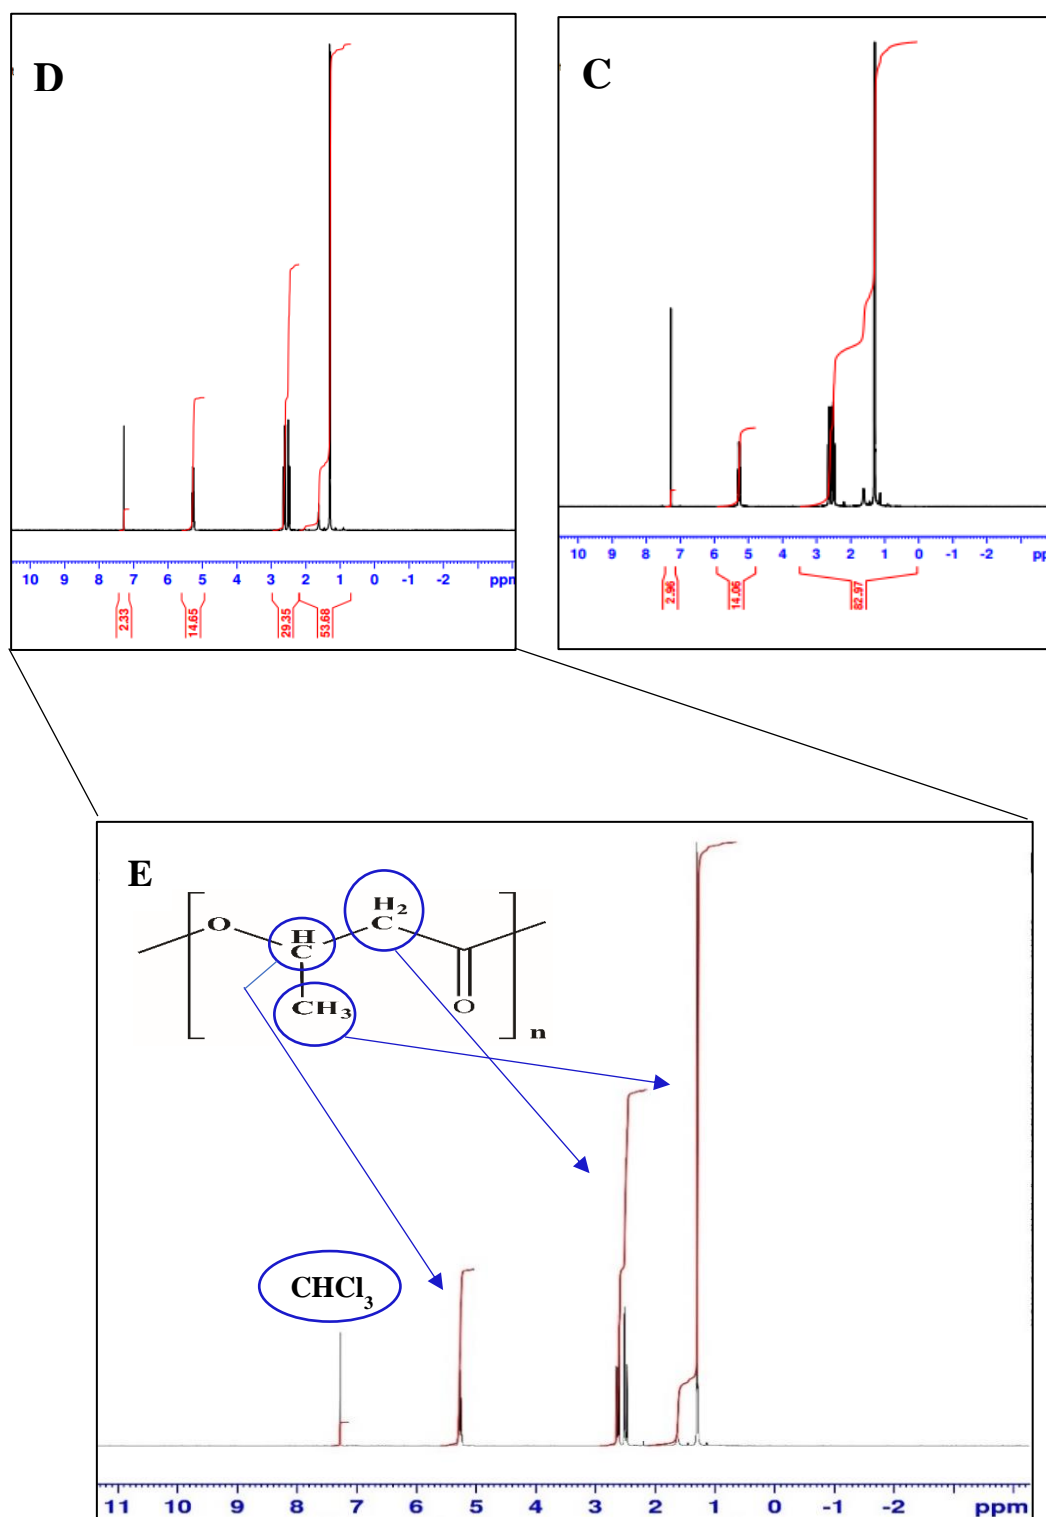 D
10 9 8 7 6 5 4 3 2 1 0 -1 -2 ppm
2.33 14.65 29.35 53.68
C
10 9 8 7 6 5 4 3 2 1 0 -1 -2
2.96 14.06 82.97
E
H2
O H C
C
CH3 O
n
CHCl3
11 10 9 8 7 6 5 4 3 2 1 0 -1 -2 ppm